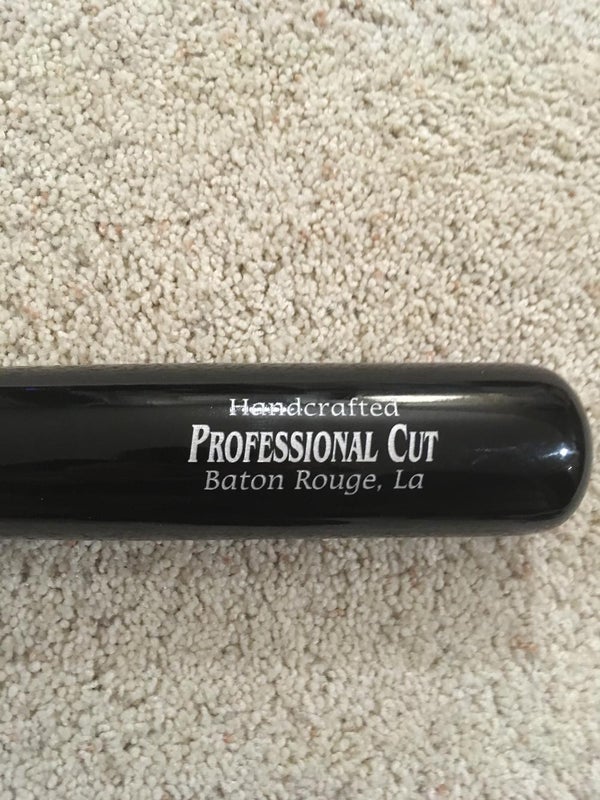 Handcrafted
PROFESSIONAL CUT
Baton Rouge, La